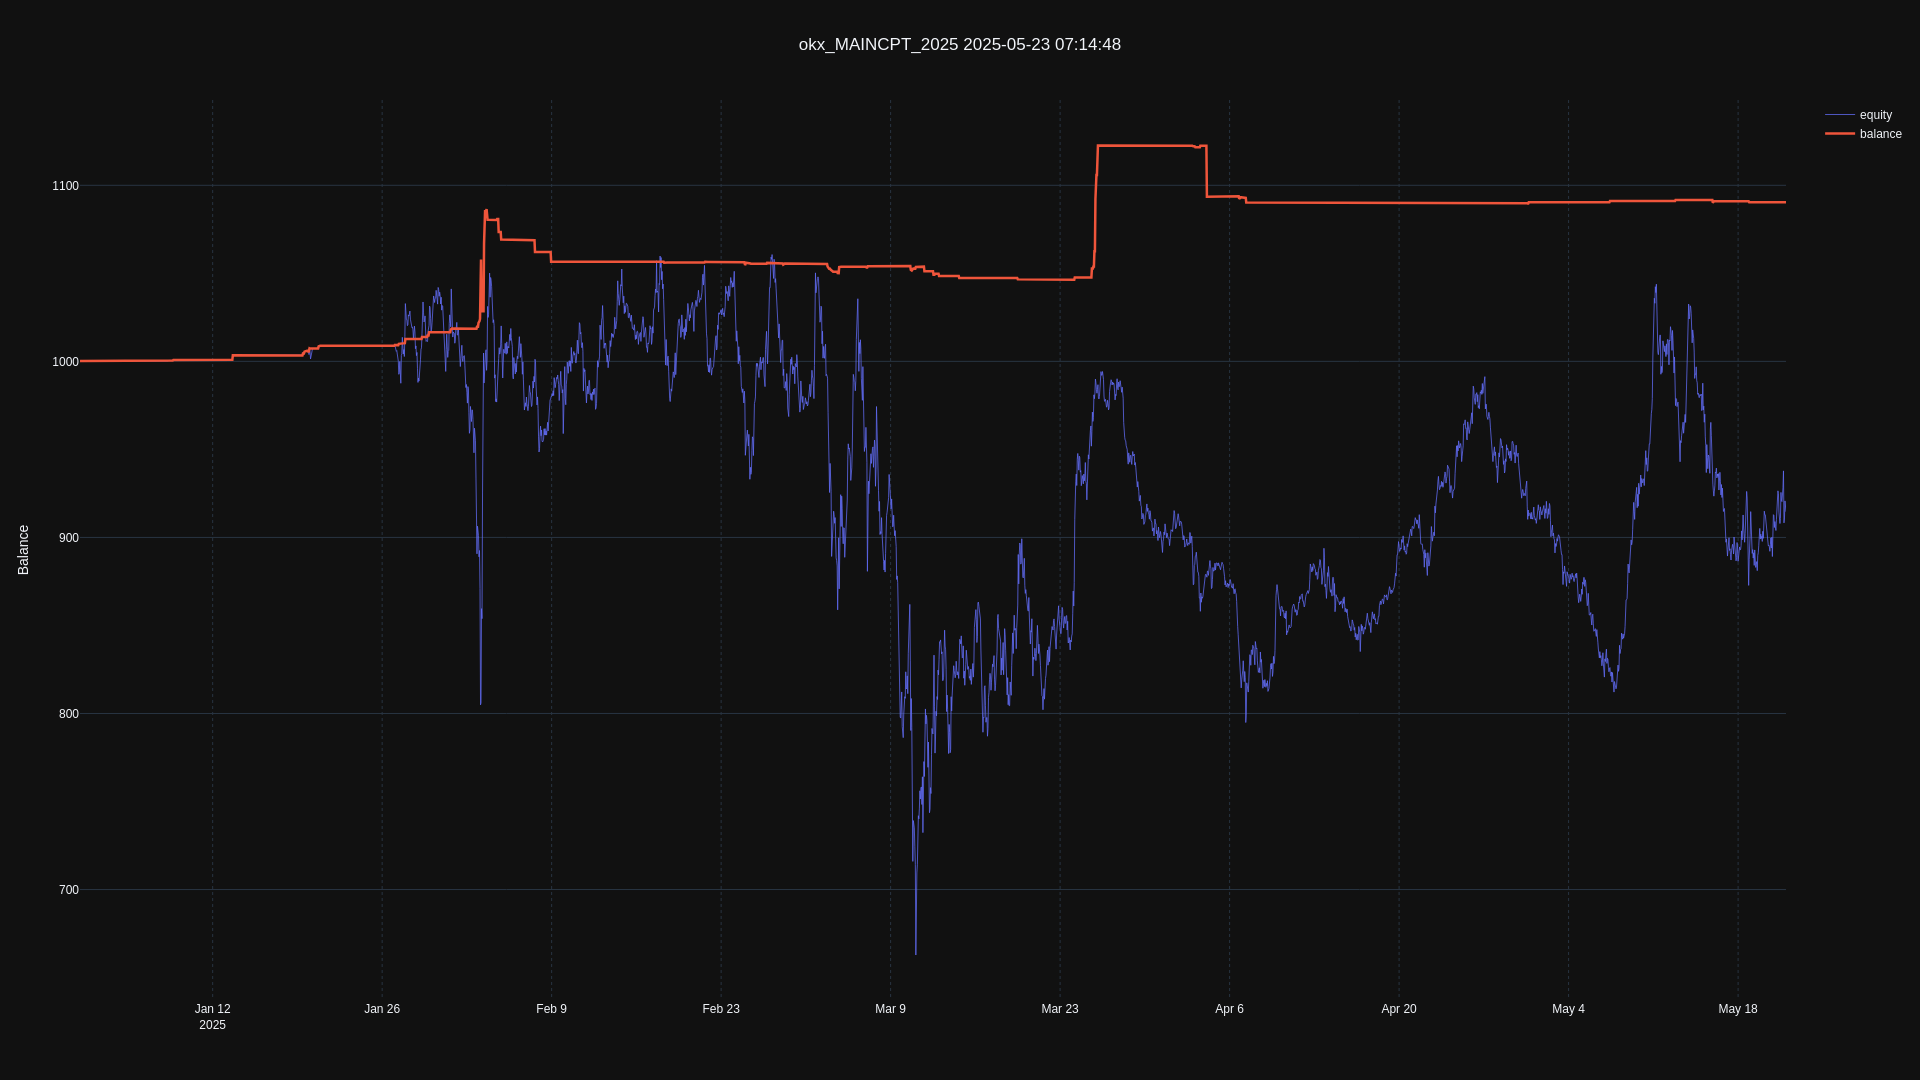 okx_MAINCPT_2025 2025-05-23 07:14:48
equity
balance
1100
1000
900
800
700
Balance
Jan 12
2025
Jan 26
Feb 9
Feb 23
Mar 9
Mar 23
Apr 6
Apr 20
May 4
May 18